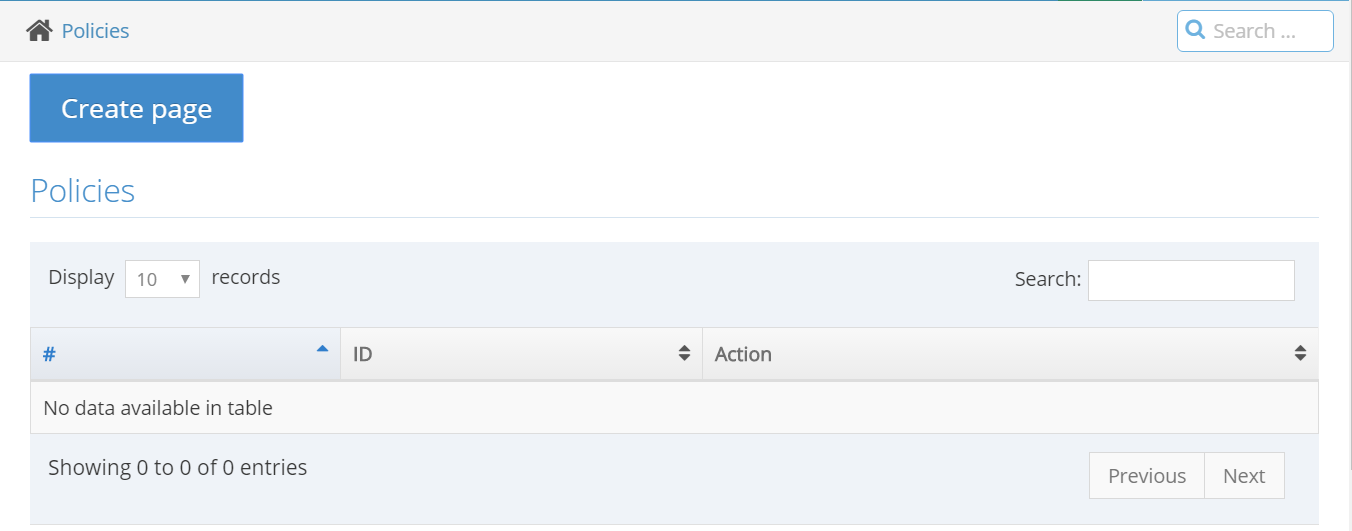 Policies
Search ...
Create page
Policies
Display 10 ▼ records
Search:
# ID Action
No data available in table
Showing 0 to 0 of 0 entries
Previous Next